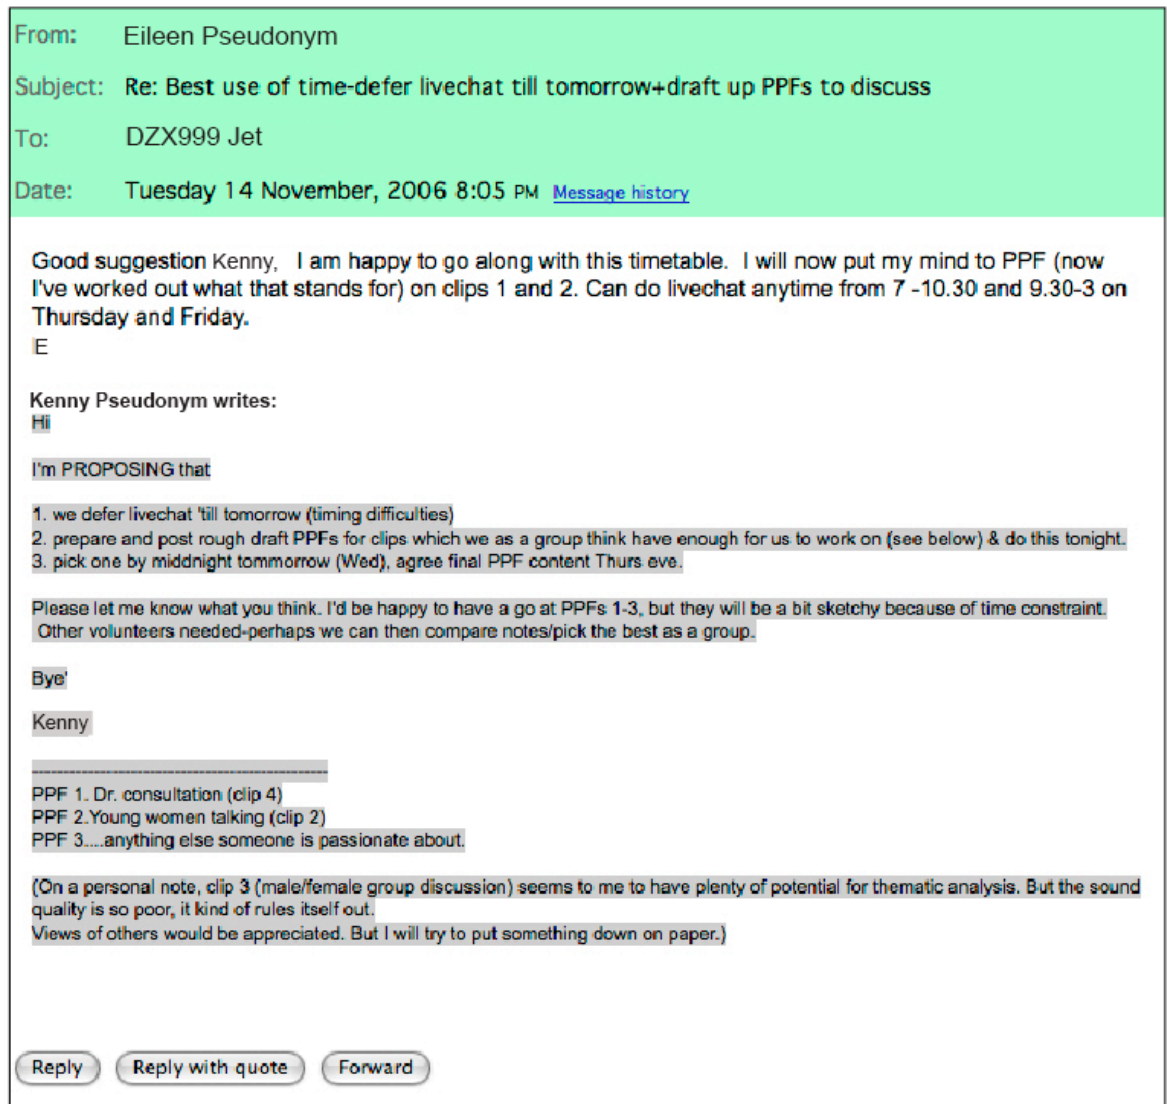 From: Eileen Pseudonym
Subject: Re: Best use of time-defer livechat till tomorrow+draft up PPFs to discuss
To: DZX999 Jet
Date: Tuesday 14 November, 2006 8:05 PM Message history
Good suggestion Kenny, I am happy to go along with this timetable. I will now put my mind to PPF (now
I've worked out what that stands for) on clips 1 and 2. Can do livechat anytime from 7 -10.30 and 9.30-3 on
Thursday and Friday.
E
Kenny Pseudonym writes:
Hi
I'm PROPOSING that
1. we defer livechat 'till tomorrow (timing difficulties)
2. prepare and post rough draft PPFs for clips which we as a group think have enough for us to work on (see below) & do this tonight.
3. pick one by middnight tommorrow (Wed), agree final PPF content Thurs eve.
Please let me know what you think. I'd be happy to have a go at PPFs 1-3, but they will be a bit sketchy because of time constraint.
Other volunteers needed-perhaps we can then compare notes/pick the best as a group.
Bye'
Kenny
-----------------------------------------------
PPF 1. Dr. consultation (clip 4)
PPF 2.Young women talking (clip 2)
PPF 3.....anything else someone is passionate about.
(On a personal note, clip 3 (male/female group discussion) seems to me to have plenty of potential for thematic analysis. But the sound
quality is so poor, it kind of rules itself out.
Views of others would be appreciated. But I will try to put something down on paper.)
Reply Reply with quote Forward